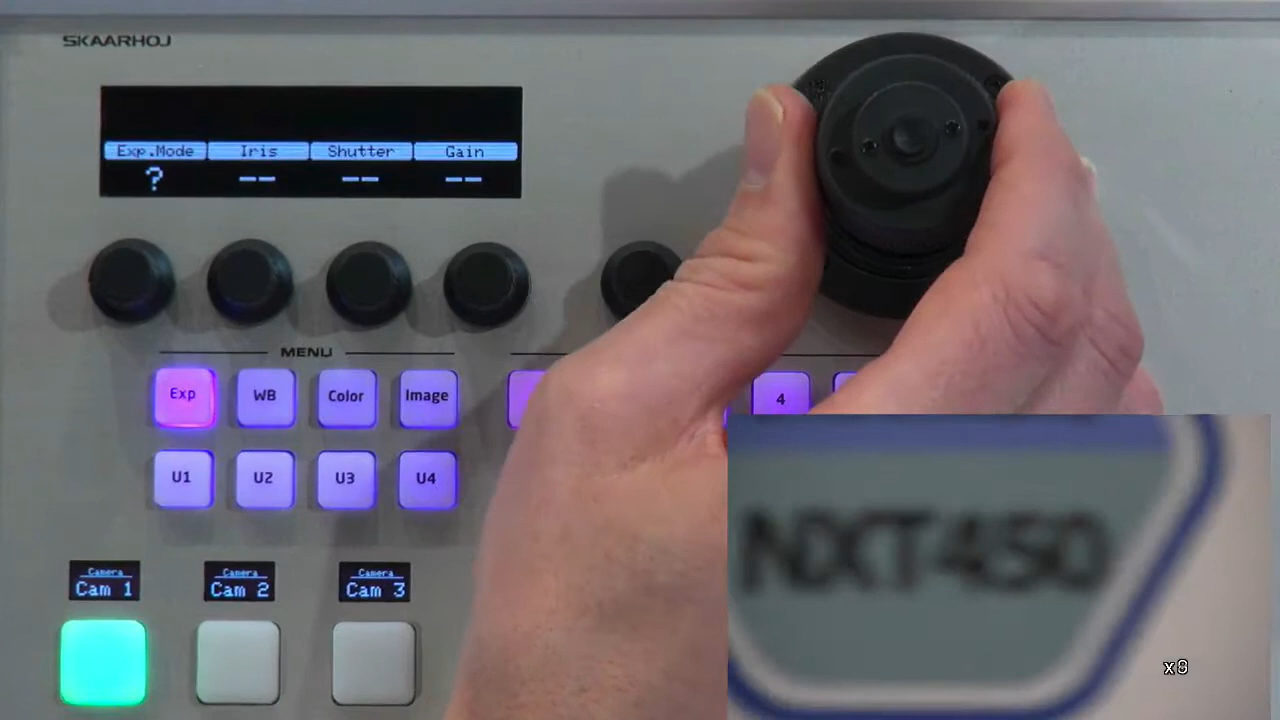 SKAARHOJ
Exp.Mode Iris Shutter Gain
? -- -- --
MENU
Exp WB Color Image
4
U1 U2 U3 U4
NXT450
Camera Camera Camera
Cam 1 Cam 2 Cam 3
x8